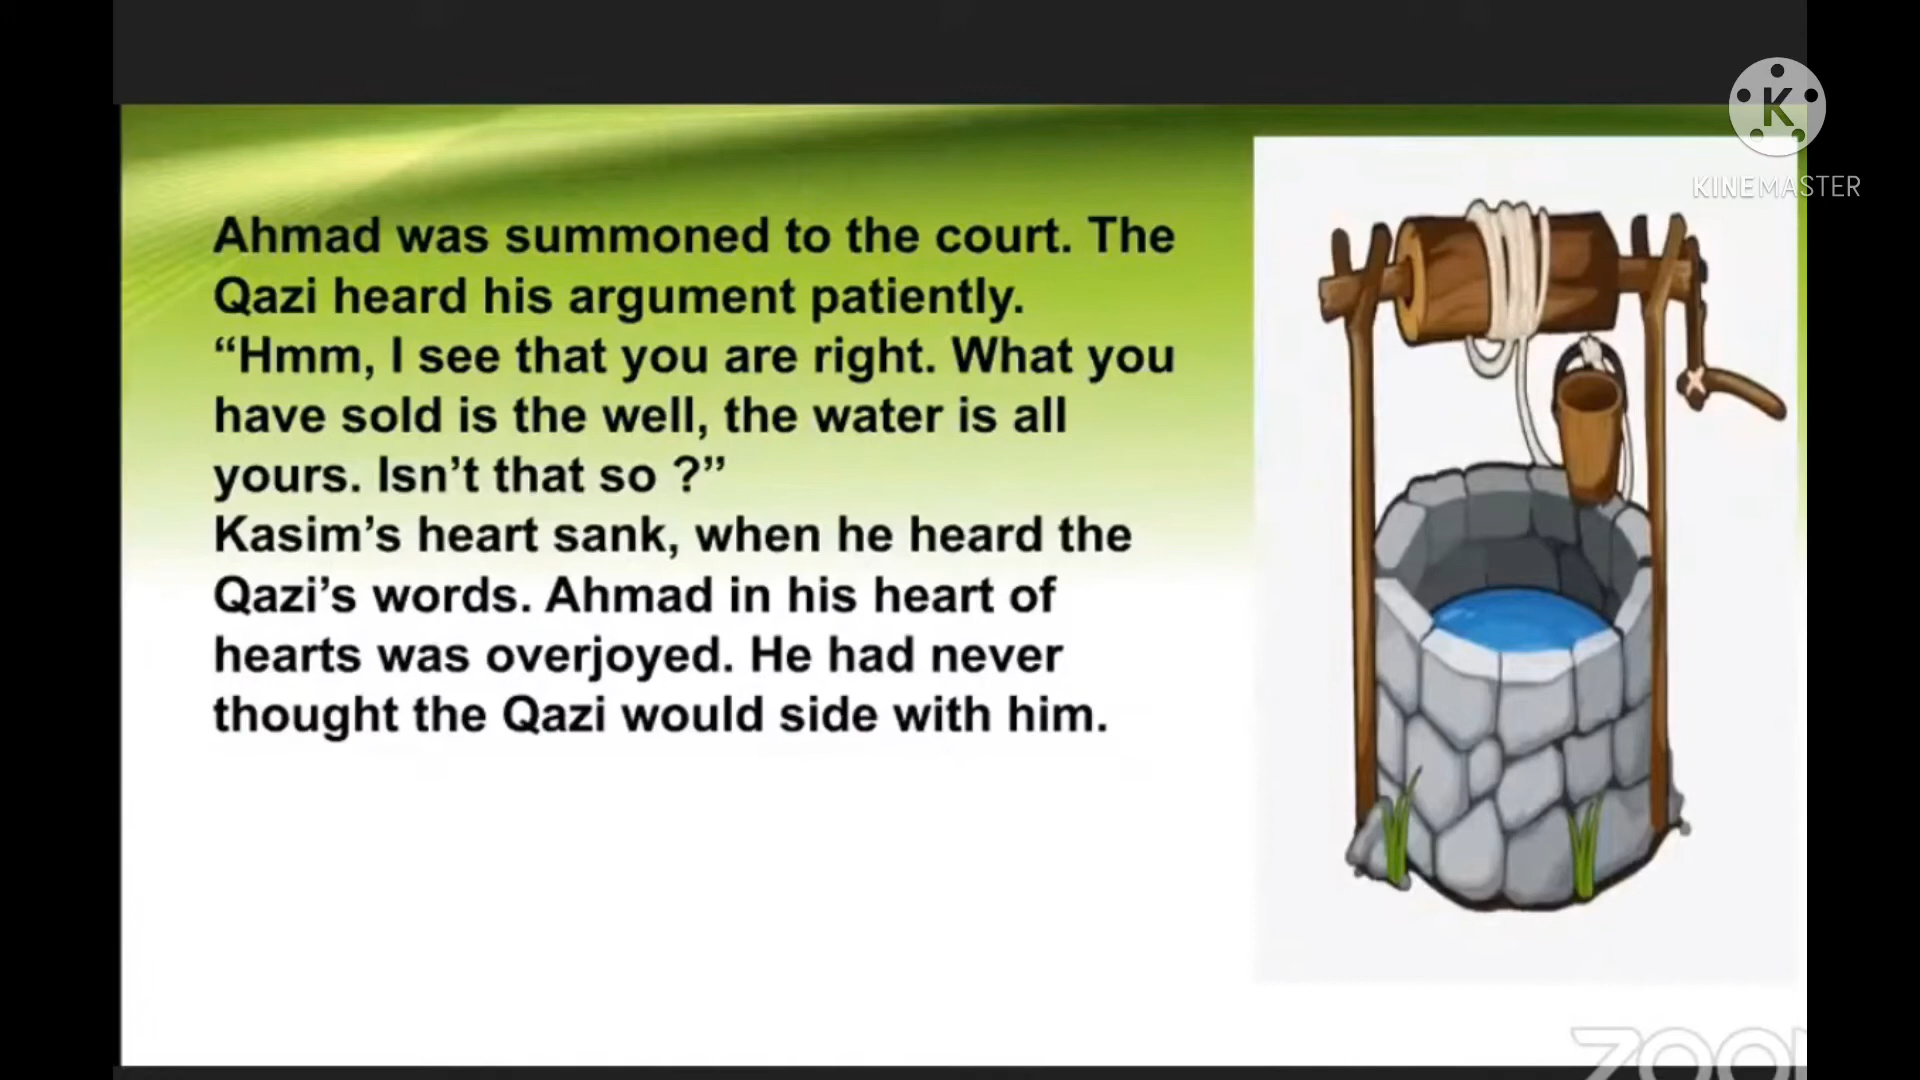 K
KINEMASTER
Ahmad was summoned to the court. The
Qazi heard his argument patiently.
“Hmm, I see that you are right. What you
have sold is the well, the water is all
yours. Isn’t that so ?”
Kasim’s heart sank, when he heard the
Qazi’s words. Ahmad in his heart of
hearts was overjoyed. He had never
thought the Qazi would side with him.